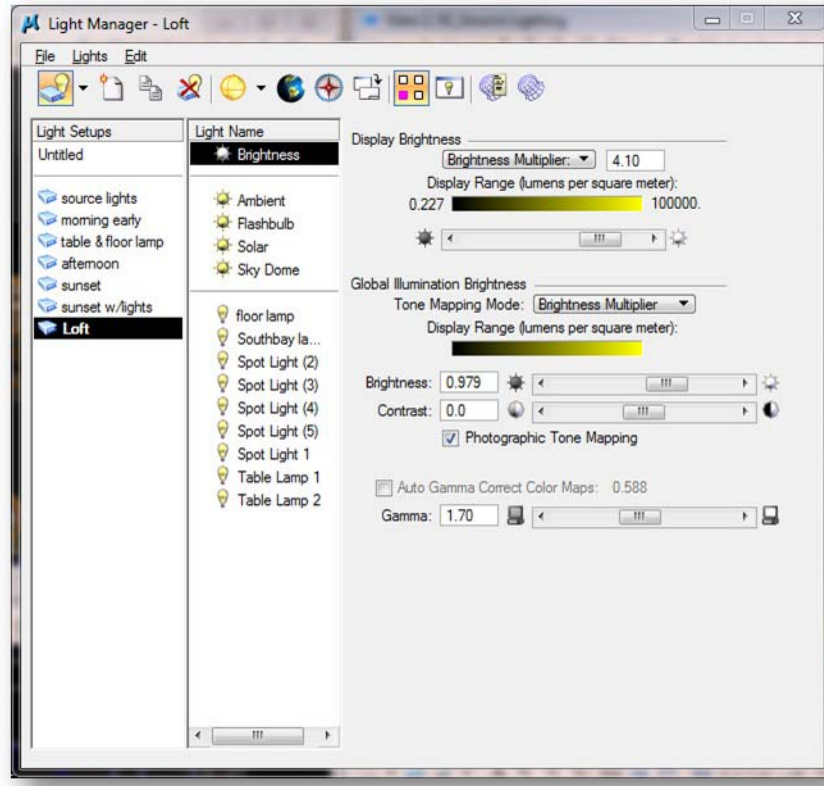 Light Manager - Loft
File Lights Edit
Light Setups
Untitled
source lights
morning early
table & floor lamp
afternoon
sunset
sunset w/lights
Loft
Light Name
Brightness
Ambient
Flashbulb
Solar
Sky Dome
floor lamp
Southbay la...
Spot Light (2)
Spot Light (3)
Spot Light (4)
Spot Light (5)
Spot Light 1
Table Lamp 1
Table Lamp 2
Display Brightness
Brightness Multiplier: 4.10
Display Range (lumens per square meter):
0.227 100000.
Global Illumination Brightness
Tone Mapping Mode: Brightness Multiplier
Display Range (lumens per square meter):
Brightness: 0.979
Contrast: 0.0
Photographic Tone Mapping
Auto Gamma Correct Color Maps: 0.588
Gamma: 1.70